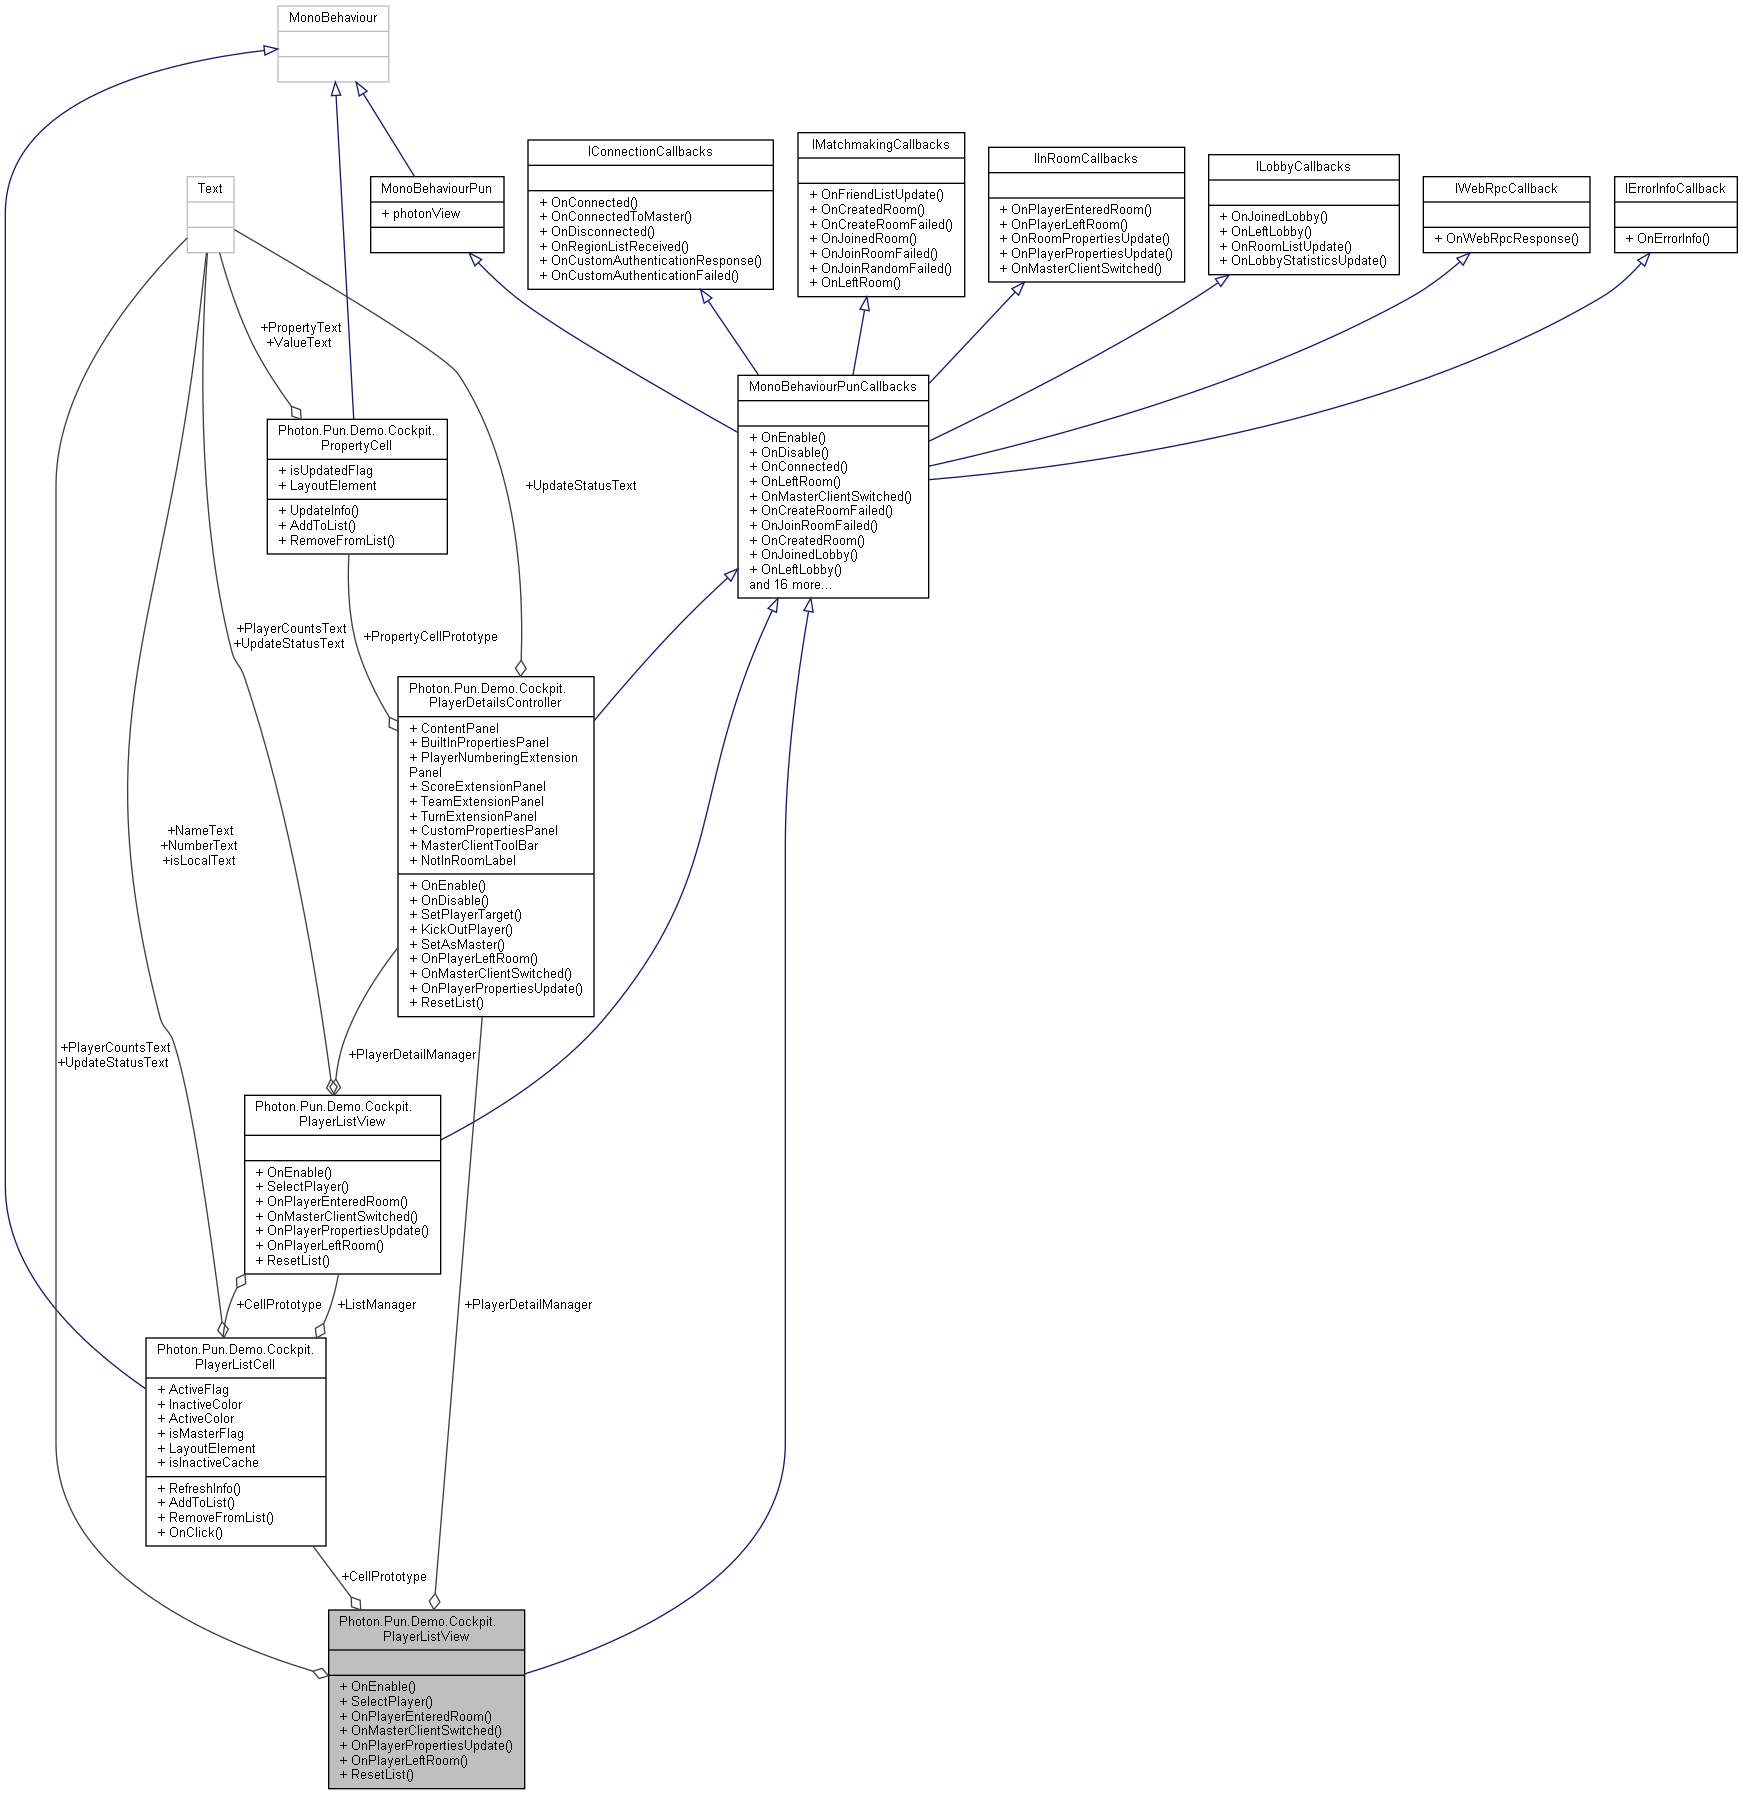 MonoBehaviour
IMatchmakingCallbacks
+ OnFriendListUpdate()
+ OnCreatedRoom()
+ OnCreateRoomFailed()
+ OnJoinedRoom()
+ OnJoinRoomFailed()
+ OnJoinRandomFailed()
+ OnLeftRoom()
IConnectionCallbacks
+ OnConnected()
+ OnConnectedToMaster()
+ OnDisconnected()
+ OnRegionListReceived()
+ OnCustomAuthenticationResponse()
+ OnCustomAuthenticationFailed()
IInRoomCallbacks
+ OnPlayerEnteredRoom()
+ OnPlayerLeftRoom()
+ OnRoomPropertiesUpdate()
+ OnPlayerPropertiesUpdate()
+ OnMasterClientSwitched()
ILobbyCallbacks
+ OnJoinedLobby()
+ OnLeftLobby()
+ OnRoomListUpdate()
+ OnLobbyStatisticsUpdate()
Text
MonoBehaviourPun
+ photonView
IWebRpcCallback
+ OnWebRpcResponse()
IErrorInfoCallback
+ OnErrorInfo()
+PropertyText
+ValueText
MonoBehaviourPunCallbacks
+ OnEnable()
+ OnDisable()
+ OnConnected()
+ OnLeftRoom()
+ OnMasterClientSwitched()
+ OnCreateRoomFailed()
+ OnJoinRoomFailed()
+ OnCreatedRoom()
+ OnJoinedLobby()
+ OnLeftLobby()
and 16 more...
Photon.Pun.Demo.Cockpit.
PropertyCell
+ isUpdatedFlag
+ LayoutElement
+ UpdateInfo()
+ AddToList()
+ RemoveFromList()
+UpdateStatusText
+PlayerCountsText
+UpdateStatusText
+PropertyCellPrototype
Photon.Pun.Demo.Cockpit.
PlayerDetailsController
+ ContentPanel
+ BuiltInPropertiesPanel
+ PlayerNumberingExtension
Panel
+ ScoreExtensionPanel
+ TeamExtensionPanel
+ TurnExtensionPanel
+ CustomPropertiesPanel
+ MasterClientToolBar
+ NotInRoomLabel
+ OnEnable()
+ OnDisable()
+ SetPlayerTarget()
+ KickOutPlayer()
+ SetAsMaster()
+ OnPlayerLeftRoom()
+ OnMasterClientSwitched()
+ OnPlayerPropertiesUpdate()
+ ResetList()
+NameText
+NumberText
+isLocalText
+PlayerCountsText
+UpdateStatusText
+PlayerDetailManager
Photon.Pun.Demo.Cockpit.
PlayerListView
+ OnEnable()
+ SelectPlayer()
+ OnPlayerEnteredRoom()
+ OnMasterClientSwitched()
+ OnPlayerPropertiesUpdate()
+ OnPlayerLeftRoom()
+ ResetList()
+CellPrototype
+ListManager
+PlayerDetailManager
Photon.Pun.Demo.Cockpit.
PlayerListCell
+ ActiveFlag
+ InactiveColor
+ ActiveColor
+ isMasterFlag
+ LayoutElement
+ isInactiveCache
+ RefreshInfo()
+ AddToList()
+ RemoveFromList()
+ OnClick()
+CellPrototype
Photon.Pun.Demo.Cockpit.
PlayerListView
+ OnEnable()
+ SelectPlayer()
+ OnPlayerEnteredRoom()
+ OnMasterClientSwitched()
+ OnPlayerPropertiesUpdate()
+ OnPlayerLeftRoom()
+ ResetList()